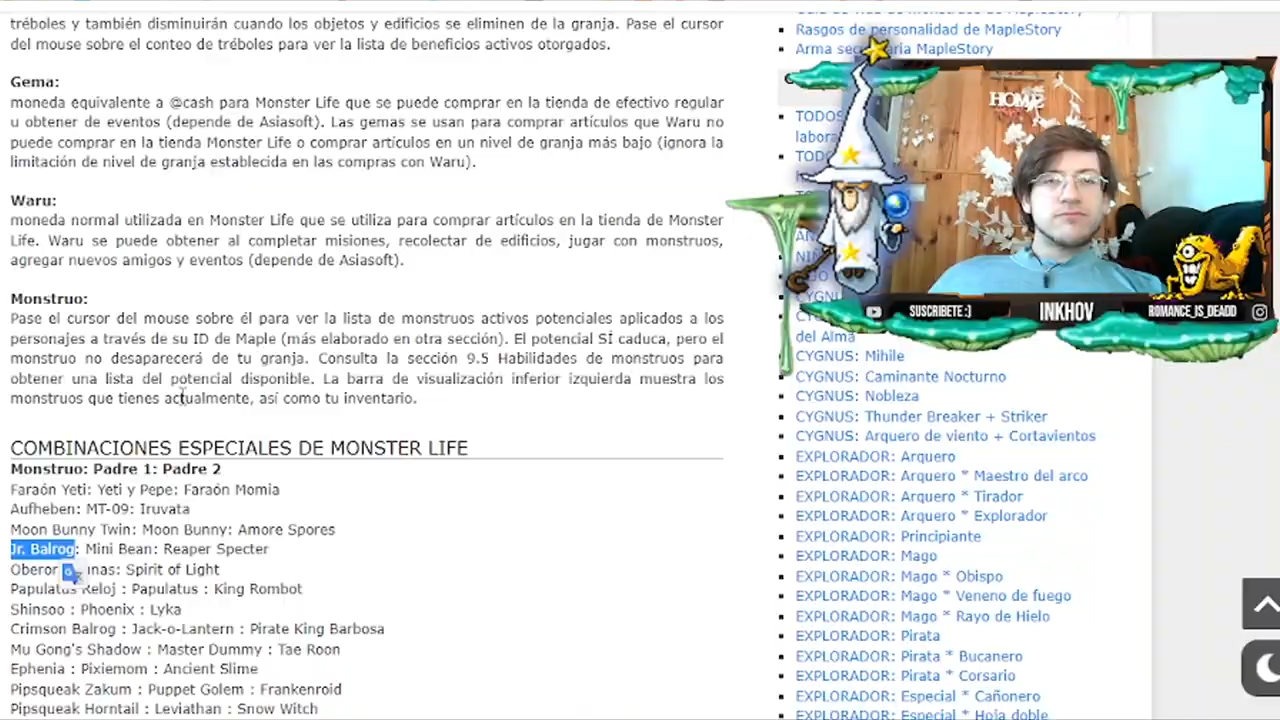 tréboles y también disminuirán cuando los objetos y edificios se eliminen de la granja. Pase el cursor
del mouse sobre el conteo de tréboles para ver la lista de beneficios activos otorgados.
Gema:
moneda equivalente a @cash para Monster Life que se puede comprar en la tienda de efectivo regular
u obtener de eventos (depende de Asiasoft). Las gemas se usan para comprar artículos que Waru no
puede comprar en la tienda Monster Life o comprar artículos en un nivel de granja más bajo (ignora la
limitación de nivel de granja establecida en las compras con Waru).
Waru:
moneda normal utilizada en Monster Life que se utiliza para comprar artículos en la tienda de Monster
Life. Waru se puede obtener al completar misiones, recolectar de edificios, jugar con monstruos,
agregar nuevos amigos y eventos (depende de Asiasoft).
Monstruo:
Pase el cursor del mouse sobre él para ver la lista de monstruos activos potenciales aplicados a los
personajes a través de su ID de Maple (más elaborado en otra sección). El potencial SÍ caduca, pero el
monstruo no desaparecerá de tu granja. Consulta la sección 9.5 Habilidades de monstruos para
obtener una lista del potencial disponible. La barra de visualización inferior izquierda muestra los
monstruos que tienes actualmente, así como tu inventario.
COMBINACIONES ESPECIALES DE MONSTER LIFE
Monstruo: Padre 1: Padre 2
Faraón Yeti: Yeti y Pepe: Faraón Momia
Aufheben: MT-09: Iruvata
Moon Bunny Twin: Moon Bunny: Amore Spores
Jr. Balrog: Mini Bean: Reaper Specter
Oberon: Spirit of Light
Papulatus Reloj : Papulatus : King Rombot
Shinsoo : Phoenix : Lyka
Crimson Balrog : Jack-o-Lantern : Pirate King Barbosa
Mu Gong's Shadow : Master Dummy : Tae Roon
Ephenia : Pixiemom : Ancient Slime
Pipsqueak Zakum : Puppet Golem : Frankenroid
Pipsqueak Horntail : Leviathan : Snow Witch
Rasgos de personalidad de MapleStory
Arma MapleStory
TODOS
del Alma
CYGNUS: Mihile
CYGNUS: Caminante Nocturno
CYGNUS: Nobleza
CYGNUS: Thunder Breaker + Striker
CYGNUS: Arquero de viento + Cortavientos
EXPLORADOR: Arquero
EXPLORADOR: Arquero * Maestro del arco
EXPLORADOR: Arquero * Tirador
EXPLORADOR: Arquero * Explorador
EXPLORADOR: Principiante
EXPLORADOR: Mago
EXPLORADOR: Mago * Obispo
EXPLORADOR: Mago * Veneno de fuego
EXPLORADOR: Mago * Rayo de Hielo
EXPLORADOR: Pirata
EXPLORADOR: Pirata * Bucanero
EXPLORADOR: Pirata * Corsario
EXPLORADOR: Especial * Cañonero
EXPLORADOR: Especial * Hoja doble
HOME
SUSCRIBETE :)
INKHOV
ROMANCE_IS_DEADD